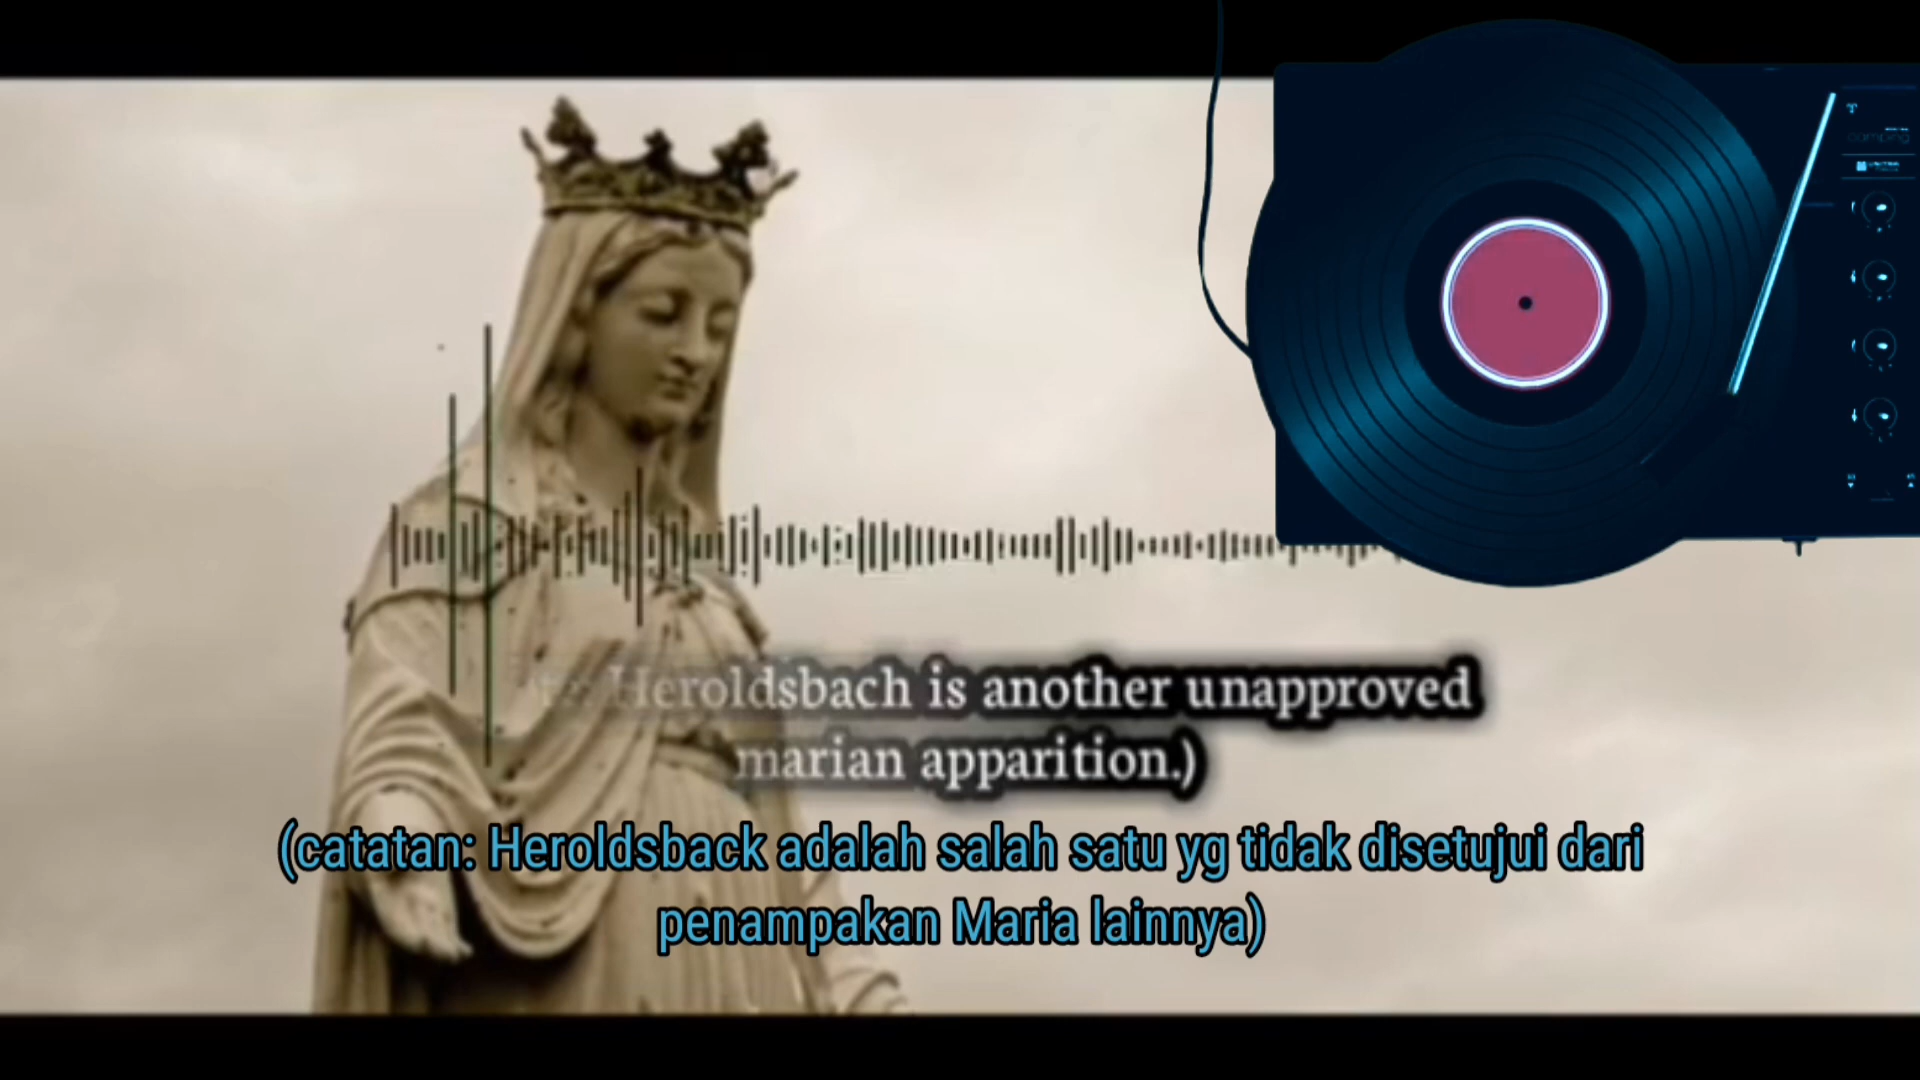 Heroldsbach is another unapproved
marian apparition.)
(catatan: Heroldsback adalah salah satu yg tidak disetujui dari
penampakan Maria lainnya)